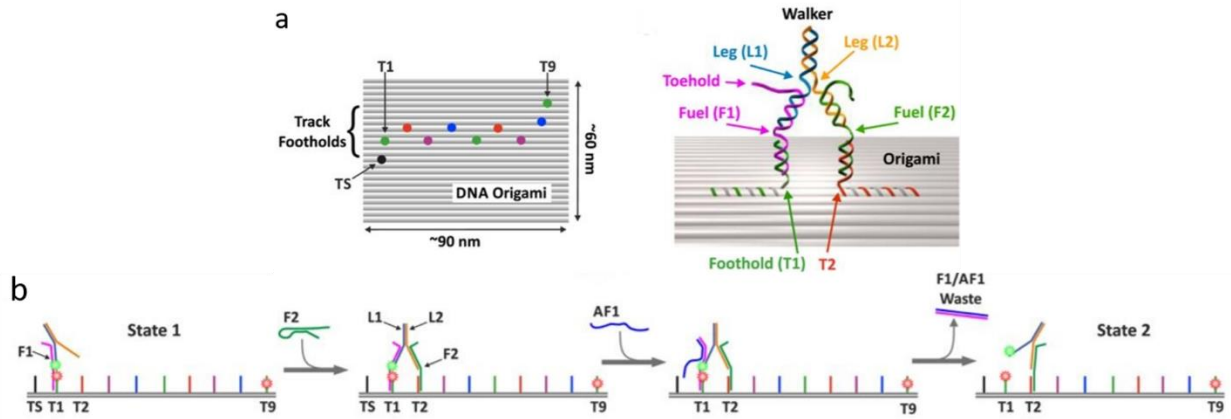 a
T1
T9
Track
Footholds
TS
DNA Origami
~60 nm
~90 nm
Walker
Leg (L1)
Leg (L2)
Toehold
Fuel (F1)
Fuel (F2)
Origami
Foothold (T1)
T2
b
State 1
F1
TS T1 T2 T9
F2
L1 L2
F2
TS T1 T2 T9
AF1
T1 T2 T9
F1/AF1
Waste
State 2
T1 T2 T9